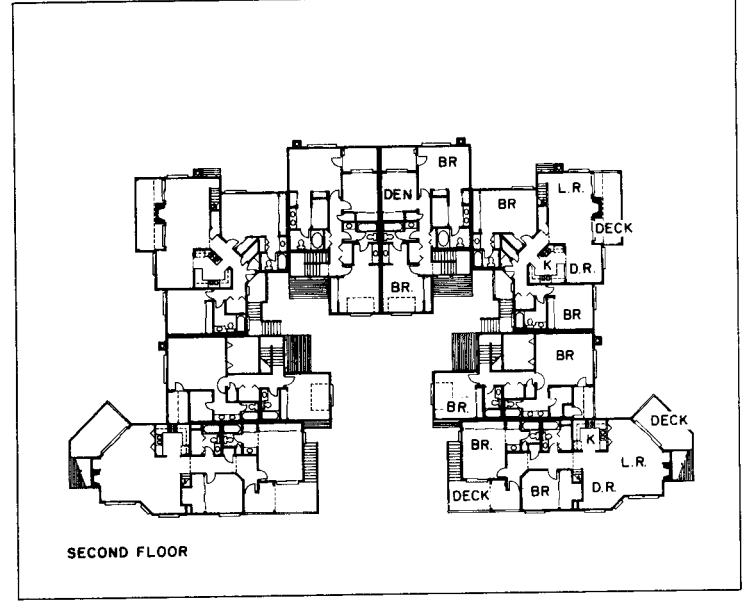 BR
L.R.
DEN
BR
DECK
K
D.R.
BR.
BR
BR
BR.
DECK
BR.
K
L.R.
D.R.
DECK
BR
SECOND FLOOR